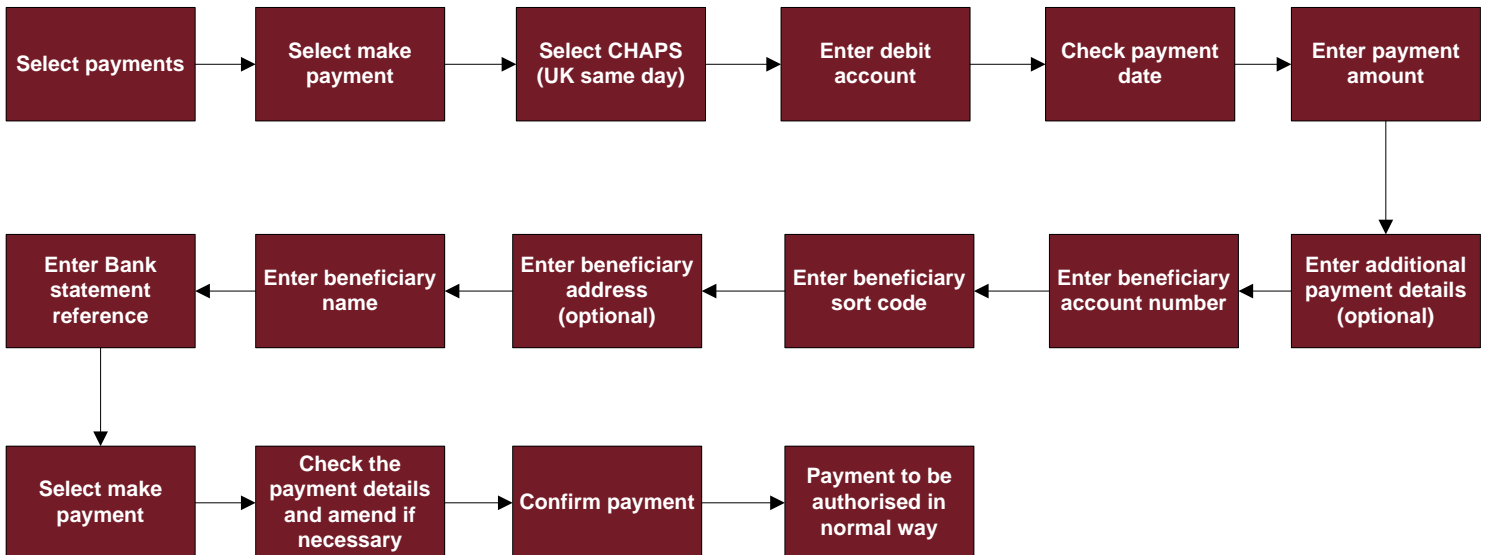 Select payments
Select make
payment
Select CHAPS
(UK same day)
Enter debit
account
Check payment
date
Enter payment
amount
Enter additional
payment details
(optional)
Enter beneficiary
account number
Enter beneficiary
sort code
Enter beneficiary
address
(optional)
Enter beneficiary
name
Enter Bank
statement
reference
Select make
payment
Check the
payment details
and amend if
necessary
Confirm payment
Payment to be
authorised in
normal way